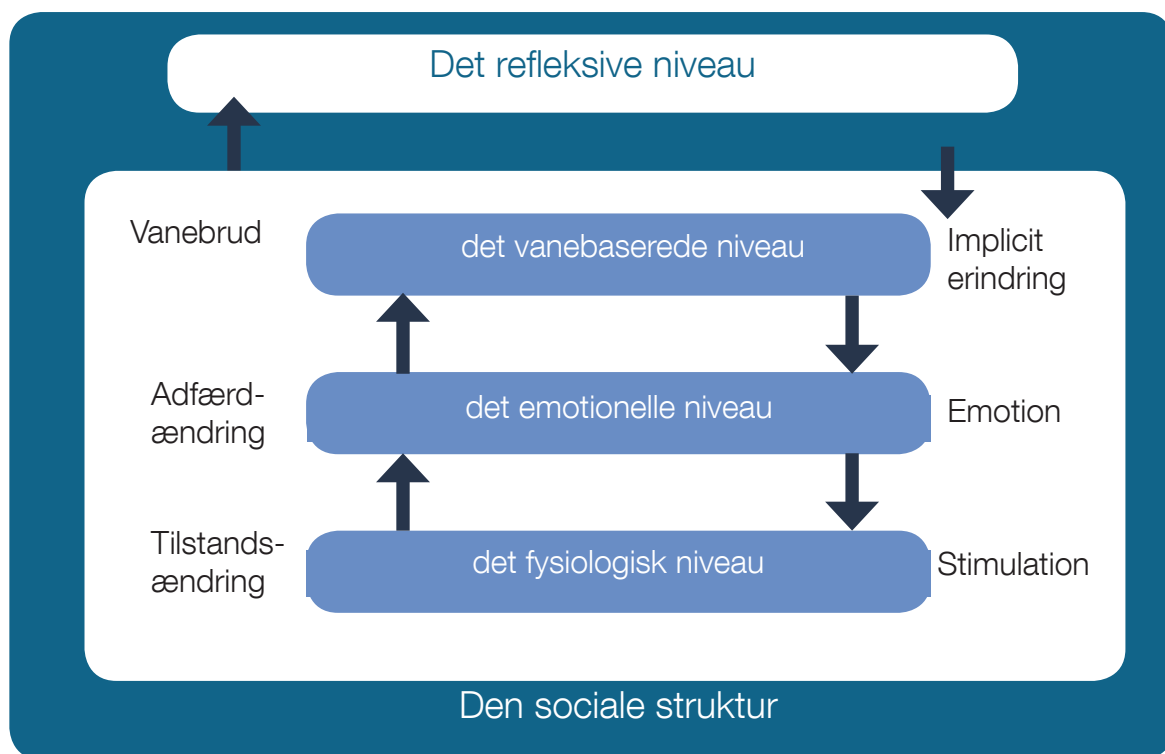 Det refleksive niveau
Vanebrud
det vanebaserede niveau
Implicit
erindring
Adfærd-
ændring
det emotionelle niveau
Emotion
Tilstands-
ændring
det fysiologisk niveau
Stimulation
Den sociale struktur